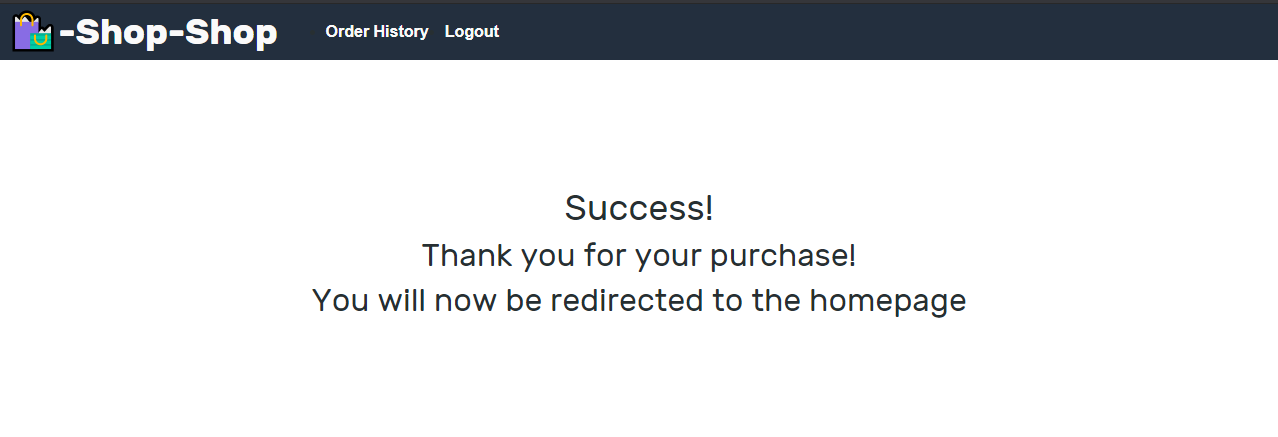 -Shop-Shop
Order History Logout
Success!
Thank you for your purchase!
You will now be redirected to the homepage